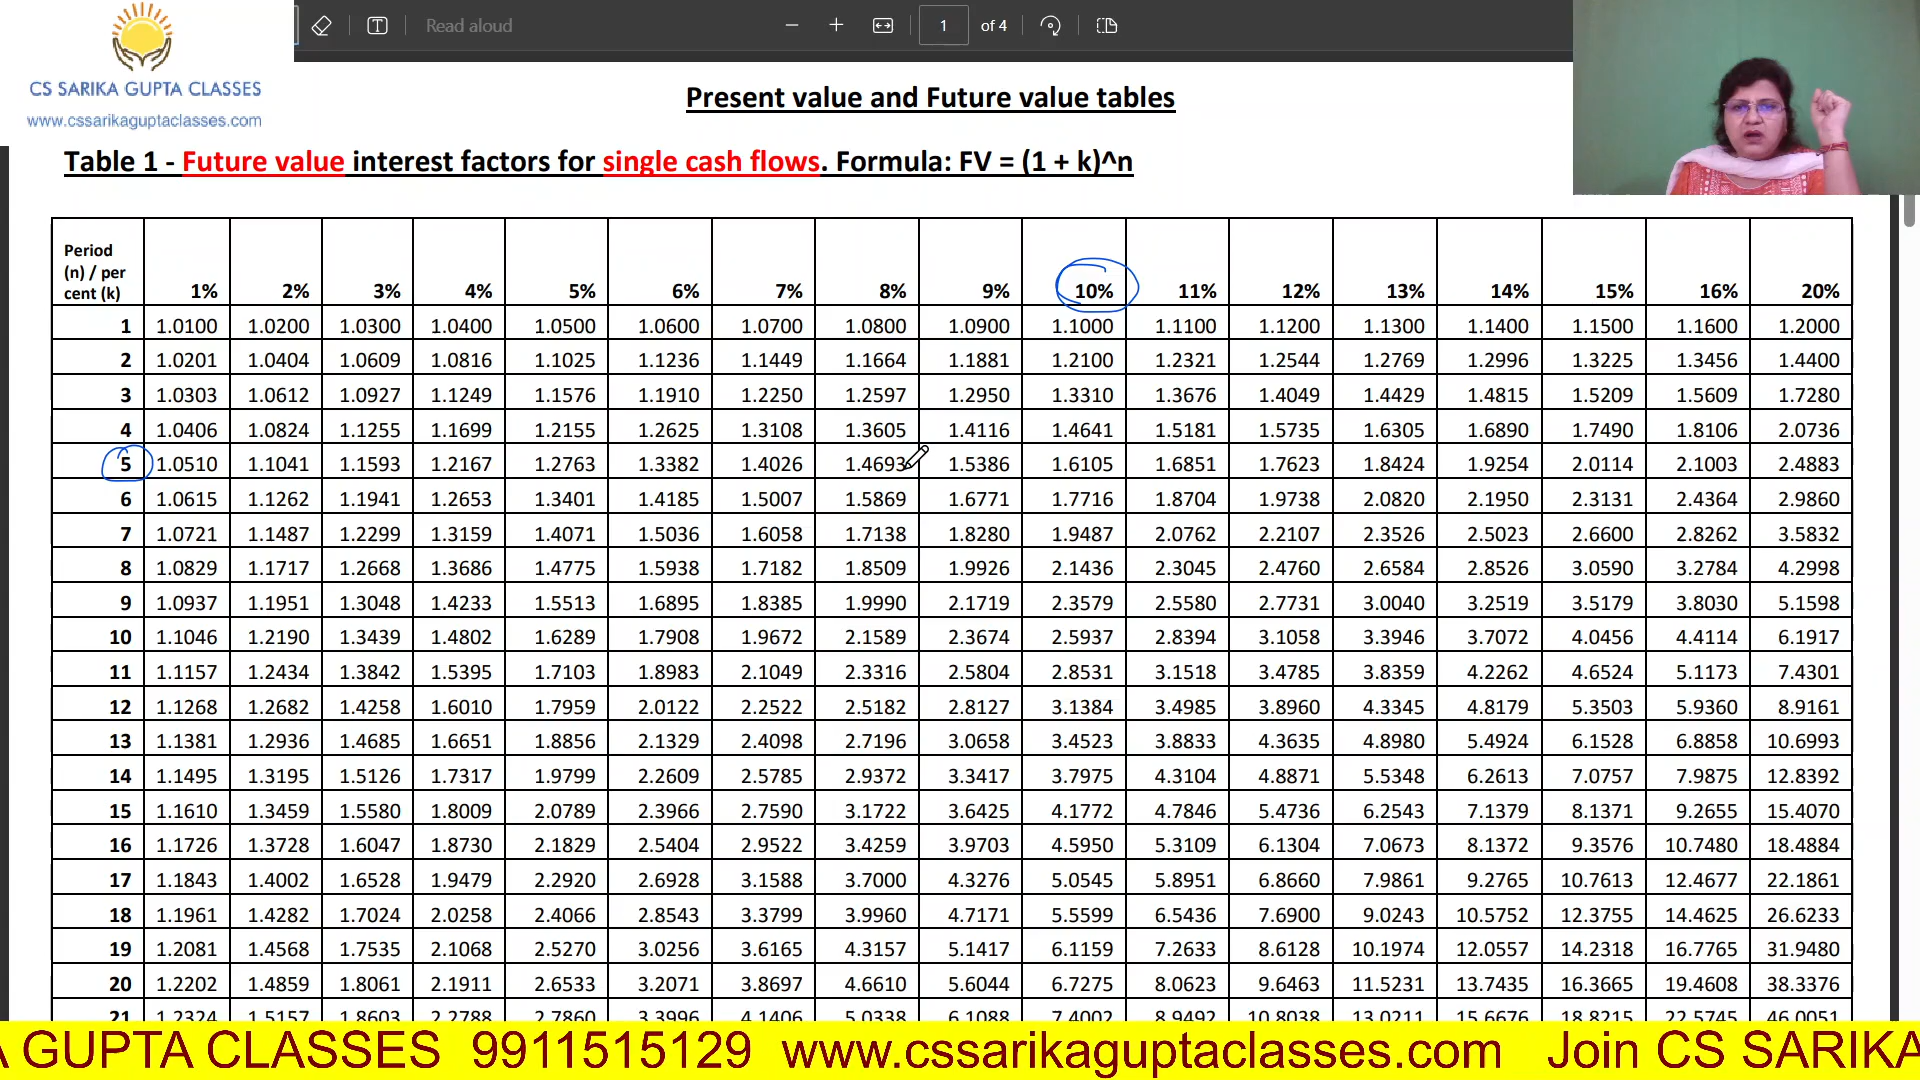 CS SARIKA GUPTA CLASSES
www.cssarikaguptaclasses.com
Read aloud
1 of 4
Present value and Future value tables
Table 1 - Future value interest factors for single cash flows. Formula: FV = (1 + k)^n
Period (n) / per cent (k) 1% 2% 3% 4% 5% 6% 7% 8% 9% 10% 11% 12% 13% 14% 15% 16% 20%
1 1.0100 1.0200 1.0300 1.0400 1.0500 1.0600 1.0700 1.0800 1.0900 1.1000 1.1100 1.1200 1.1300 1.1400 1.1500 1.1600 1.2000
2 1.0201 1.0404 1.0609 1.0816 1.1025 1.1236 1.1449 1.1664 1.1881 1.2100 1.2321 1.2544 1.2769 1.2996 1.3225 1.3456 1.4400
3 1.0303 1.0612 1.0927 1.1249 1.1576 1.1910 1.2250 1.2597 1.2950 1.3310 1.3676 1.4049 1.4429 1.4815 1.5209 1.5609 1.7280
4 1.0406 1.0824 1.1255 1.1699 1.2155 1.2625 1.3108 1.3605 1.4116 1.4641 1.5181 1.5735 1.6305 1.6890 1.7490 1.8106 2.0736
5 1.0510 1.1041 1.1593 1.2167 1.2763 1.3382 1.4026 1.4693 1.5386 1.6105 1.6851 1.7623 1.8424 1.9254 2.0114 2.1003 2.4883
6 1.0615 1.1262 1.1941 1.2653 1.3401 1.4185 1.5007 1.5869 1.6771 1.7716 1.8704 1.9738 2.0820 2.1950 2.3131 2.4364 2.9860
7 1.0721 1.1487 1.2299 1.3159 1.4071 1.5036 1.6058 1.7138 1.8280 1.9487 2.0762 2.2107 2.3526 2.5023 2.6600 2.8262 3.5832
8 1.0829 1.1717 1.2668 1.3686 1.4775 1.5938 1.7182 1.8509 1.9926 2.1436 2.3045 2.4760 2.6584 2.8526 3.0590 3.2784 4.2998
9 1.0937 1.1951 1.3048 1.4233 1.5513 1.6895 1.8385 1.9990 2.1719 2.3579 2.5580 2.7731 3.0040 3.2519 3.5179 3.8030 5.1598
10 1.1046 1.2190 1.3439 1.4802 1.6289 1.7908 1.9672 2.1589 2.3674 2.5937 2.8394 3.1058 3.3946 3.7072 4.0456 4.4114 6.1917
11 1.1157 1.2434 1.3842 1.5395 1.7103 1.8983 2.1049 2.3316 2.5804 2.8531 3.1518 3.4785 3.8359 4.2262 4.6524 5.1173 7.4301
12 1.1268 1.2682 1.4258 1.6010 1.7959 2.0122 2.2522 2.5182 2.8127 3.1384 3.4985 3.8960 4.3345 4.8179 5.3503 5.9360 8.9161
13 1.1381 1.2936 1.4685 1.6651 1.8856 2.1329 2.4098 2.7196 3.0658 3.4523 3.8833 4.3635 4.8980 5.4924 6.1528 6.8858 10.6993
14 1.1495 1.3195 1.5126 1.7317 1.9799 2.2609 2.5785 2.9372 3.3417 3.7975 4.3104 4.8871 5.5348 6.2613 7.0757 7.9875 12.8392
15 1.1610 1.3459 1.5580 1.8009 2.0789 2.3966 2.7590 3.1722 3.6425 4.1772 4.7846 5.4736 6.2543 7.1379 8.1371 9.2655 15.4070
16 1.1726 1.3728 1.6047 1.8730 2.1829 2.5404 2.9522 3.4259 3.9703 4.5950 5.3109 6.1304 7.0673 8.1372 9.3576 10.7480 18.4884
17 1.1843 1.4002 1.6528 1.9479 2.2920 2.6928 3.1588 3.7000 4.3276 5.0545 5.8951 6.8660 7.9861 9.2765 10.7613 12.4677 22.1861
18 1.1961 1.4282 1.7024 2.0258 2.4066 2.8543 3.3799 3.9960 4.7171 5.5599 6.5436 7.6900 9.0243 10.5752 12.3755 14.4625 26.6233
19 1.2081 1.4568 1.7535 2.1068 2.5270 3.0256 3.6165 4.3157 5.1417 6.1159 7.2633 8.6128 10.1974 12.0557 14.2318 16.7765 31.9480
20 1.2202 1.4859 1.8061 2.1911 2.6533 3.2071 3.8697 4.6610 5.6044 6.7275 8.0623 9.6463 11.5231 13.7435 16.3665 19.4608 38.3376
21 1.2324 1.5157 1.8603 2.2788 2.7860 3.3996 4.1406 5.0338 6.1088 7.4002 8.9492 10.8038 13.0211 15.6676 18.8215 22.5745 46.0051
A GUPTA CLASSES 9911515129 www.cssarikaguptaclasses.com Join CS SARIKA